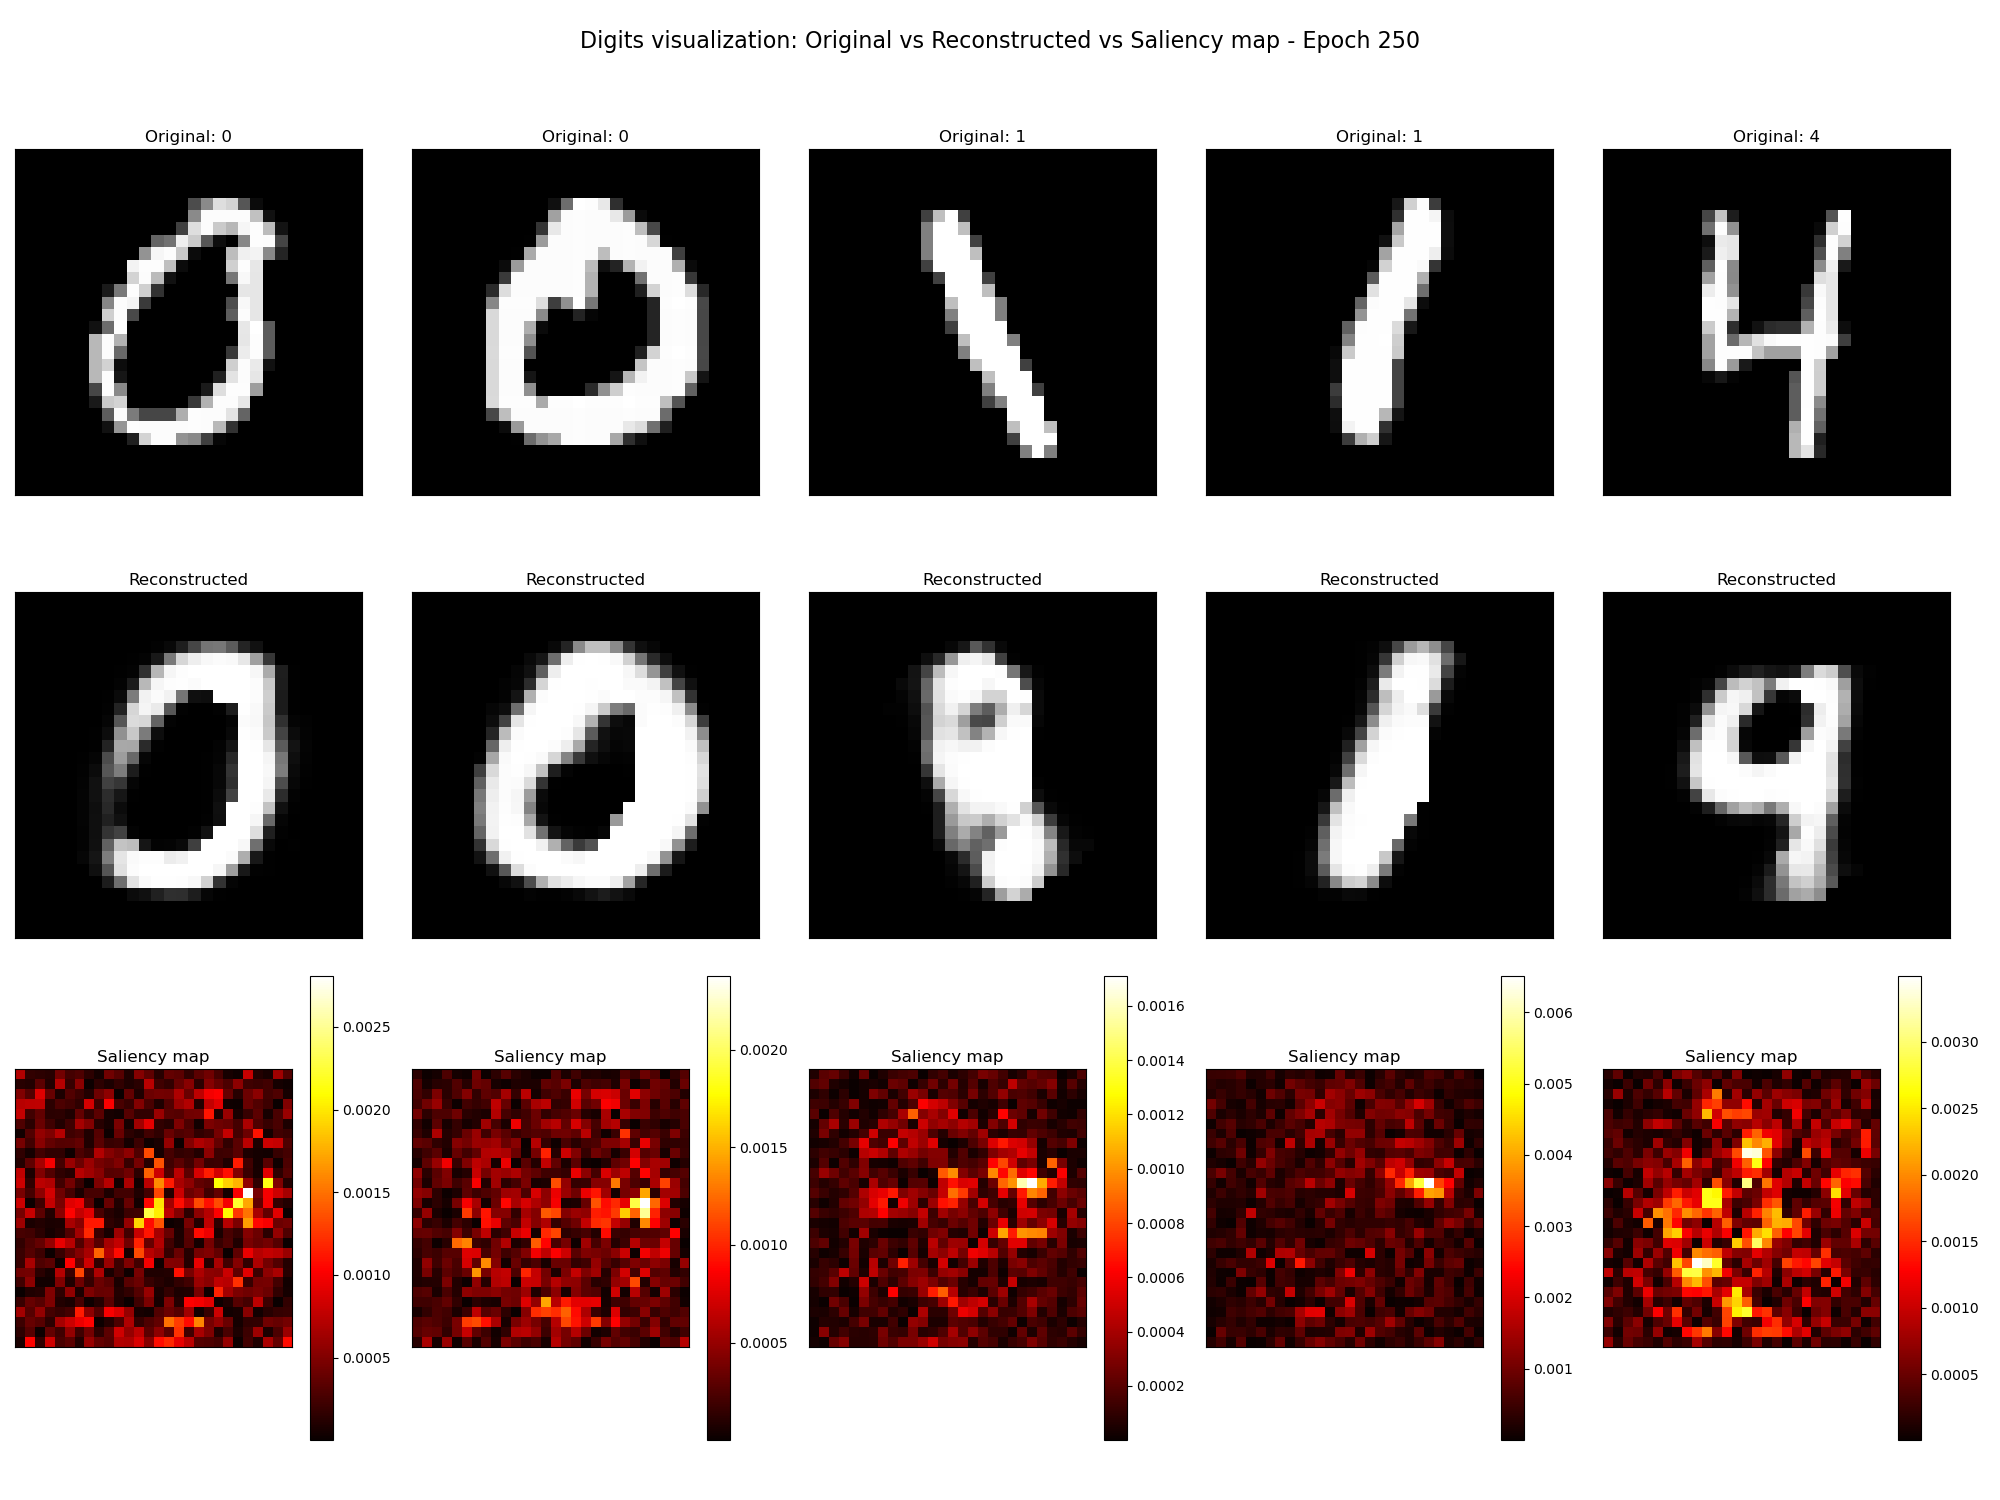 Digits visualization: Original vs Reconstructed vs Saliency map - Epoch 250
Original: 0
Original: 0
Original: 1
Original: 1
Original: 4
Reconstructed
Reconstructed
Reconstructed
Reconstructed
Reconstructed
Saliency map
0.0025
0.0020
0.0015
0.0010
0.0005
Saliency map
0.0020
0.0015
0.0010
0.0005
Saliency map
0.0016
0.0014
0.0012
0.0010
0.0008
0.0006
0.0004
0.0002
Saliency map
0.006
0.005
0.004
0.003
0.002
0.001
Saliency map
0.0030
0.0025
0.0020
0.0015
0.0010
0.0005